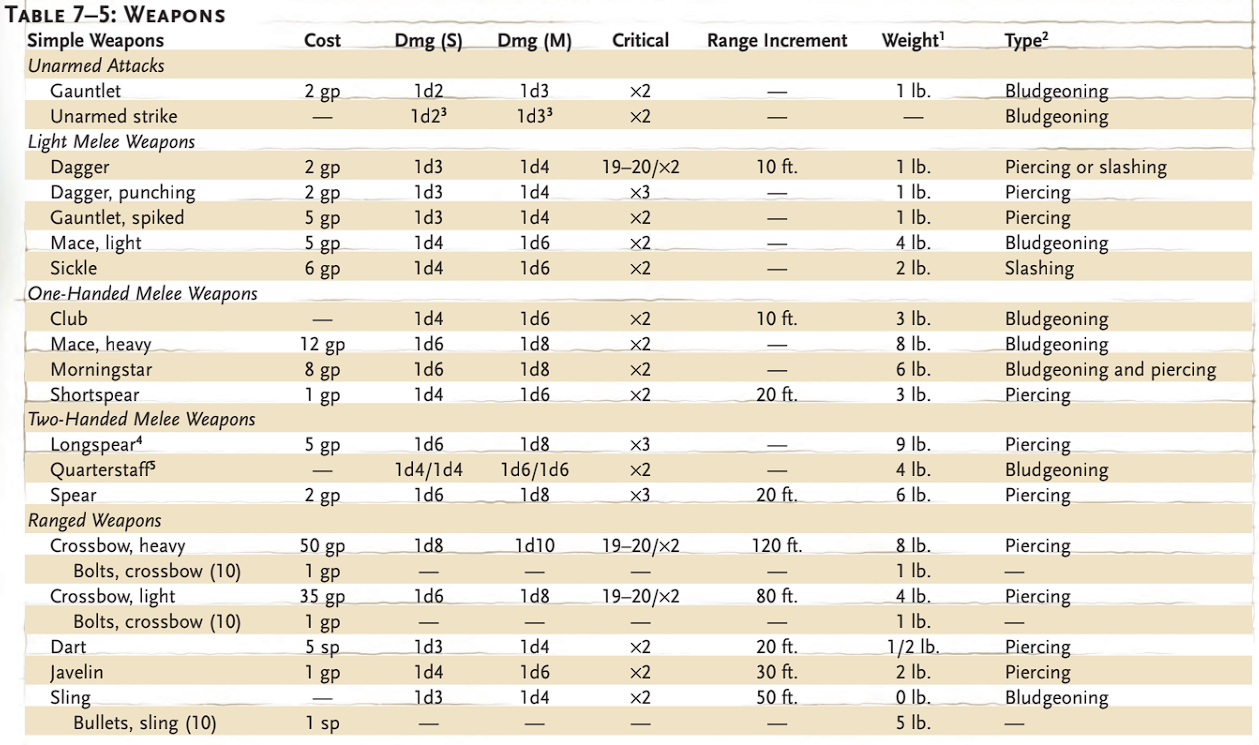 TABLE 7–5: WEAPONS
Simple Weapons Cost Dmg (S) Dmg (M) Critical Range Increment Weight¹ Type²
Unarmed Attacks
Gauntlet 2 gp 1d2 1d3 ×2 — 1 lb. Bludgeoning
Unarmed strike — 1d2³ 1d3³ ×2 — — Bludgeoning
Light Melee Weapons
Dagger 2 gp 1d3 1d4 19–20/×2 10 ft. 1 lb. Piercing or slashing
Dagger, punching 2 gp 1d3 1d4 ×3 — 1 lb. Piercing
Gauntlet, spiked 5 gp 1d3 1d4 ×2 — 1 lb. Piercing
Mace, light 5 gp 1d4 1d6 ×2 — 4 lb. Bludgeoning
Sickle 6 gp 1d4 1d6 ×2 — 2 lb. Slashing
One-Handed Melee Weapons
Club — 1d4 1d6 ×2 10 ft. 3 lb. Bludgeoning
Mace, heavy 12 gp 1d6 1d8 ×2 — 8 lb. Bludgeoning
Morningstar 8 gp 1d6 1d8 ×2 — 6 lb. Bludgeoning and piercing
Shortspear 1 gp 1d4 1d6 ×2 20 ft. 3 lb. Piercing
Two-Handed Melee Weapons
Longspear⁴ 5 gp 1d6 1d8 ×3 — 9 lb. Piercing
Quarterstaff⁵ — 1d4/1d4 1d6/1d6 ×2 — 4 lb. Bludgeoning
Spear 2 gp 1d6 1d8 ×3 20 ft. 6 lb. Piercing
Ranged Weapons
Crossbow, heavy 50 gp 1d8 1d10 19–20/×2 120 ft. 8 lb. Piercing
Bolts, crossbow (10) 1 gp — — — — 1 lb. —
Crossbow, light 35 gp 1d6 1d8 19–20/×2 80 ft. 4 lb. Piercing
Bolts, crossbow (10) 1 gp — — — — 1 lb. —
Dart 5 sp 1d3 1d4 ×2 20 ft. 1/2 lb. Piercing
Javelin 1 gp 1d4 1d6 ×2 30 ft. 2 lb. Piercing
Sling — 1d3 1d4 ×2 50 ft. 0 lb. Bludgeoning
Bullets, sling (10) 1 sp — — — — 5 lb. —